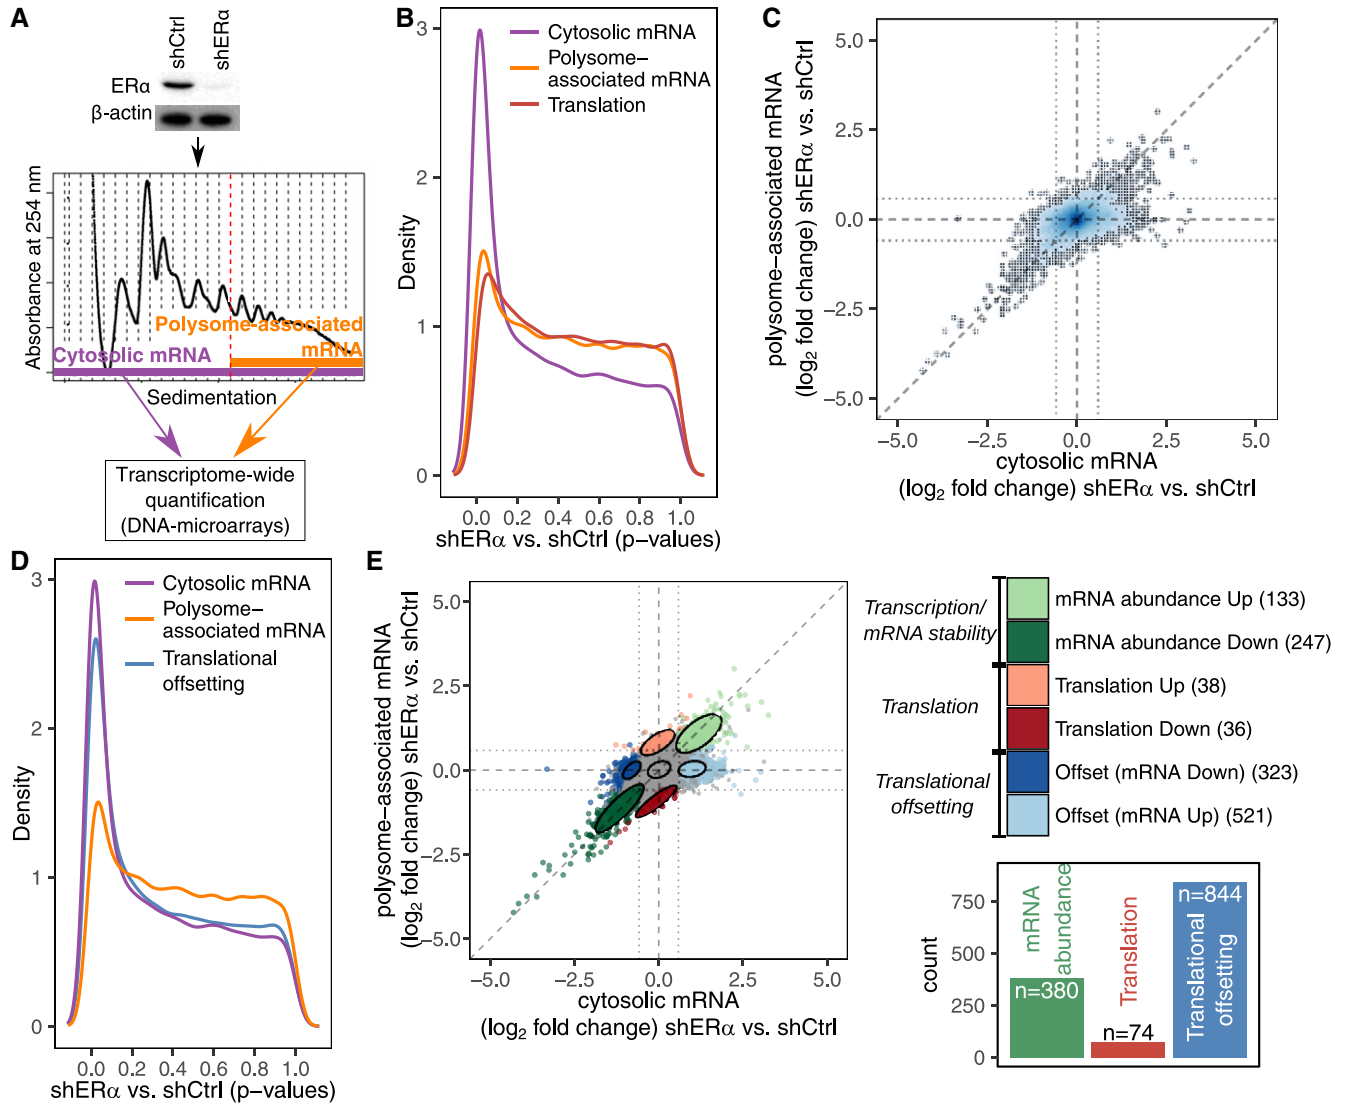 A
shCtrl
shERα
ERα
β-actin
Absorbance at 254 nm
Polysome-associated
mRNA
Cytosolic mRNA
Sedimentation
Transcriptome-wide
quantification
(DNA-microarrays)
B
Density
3
2
1
0
Cytosolic mRNA
Polysome−
associated mRNA
Translation
0.0 0.2 0.4 0.6 0.8 1.0
shERα vs. shCtrl (p−values)
C
polysome−associated mRNA
(log2 fold change) shERα vs. shCtrl
5.0
2.5
0.0
−2.5
−5.0
−5.0 −2.5 0.0 2.5 5.0
cytosolic mRNA
(log2 fold change) shERα vs. shCtrl
D
Density
3
2
1
0
Cytosolic mRNA
Polysome−
associated mRNA
Translational
offsetting
0.0 0.2 0.4 0.6 0.8 1.0
shERα vs. shCtrl (p−values)
E
polysome−associated mRNA
(log2 fold change) shERα vs. shCtrl
5.0
2.5
0.0
−2.5
−5.0
−5.0 −2.5 0.0 2.5 5.0
cytosolic mRNA
(log2 fold change) shERα vs. shCtrl
Transcription/
mRNA stability
mRNA abundance Up (133)
mRNA abundance Down (247)
Translation
Translation Up (38)
Translation Down (36)
Translational
offsetting
Offset (mRNA Down) (323)
Offset (mRNA Up) (521)
count
750
500
250
0
mRNA
abundance
n=380
Translation
n=74
n=844
Translational
offsetting